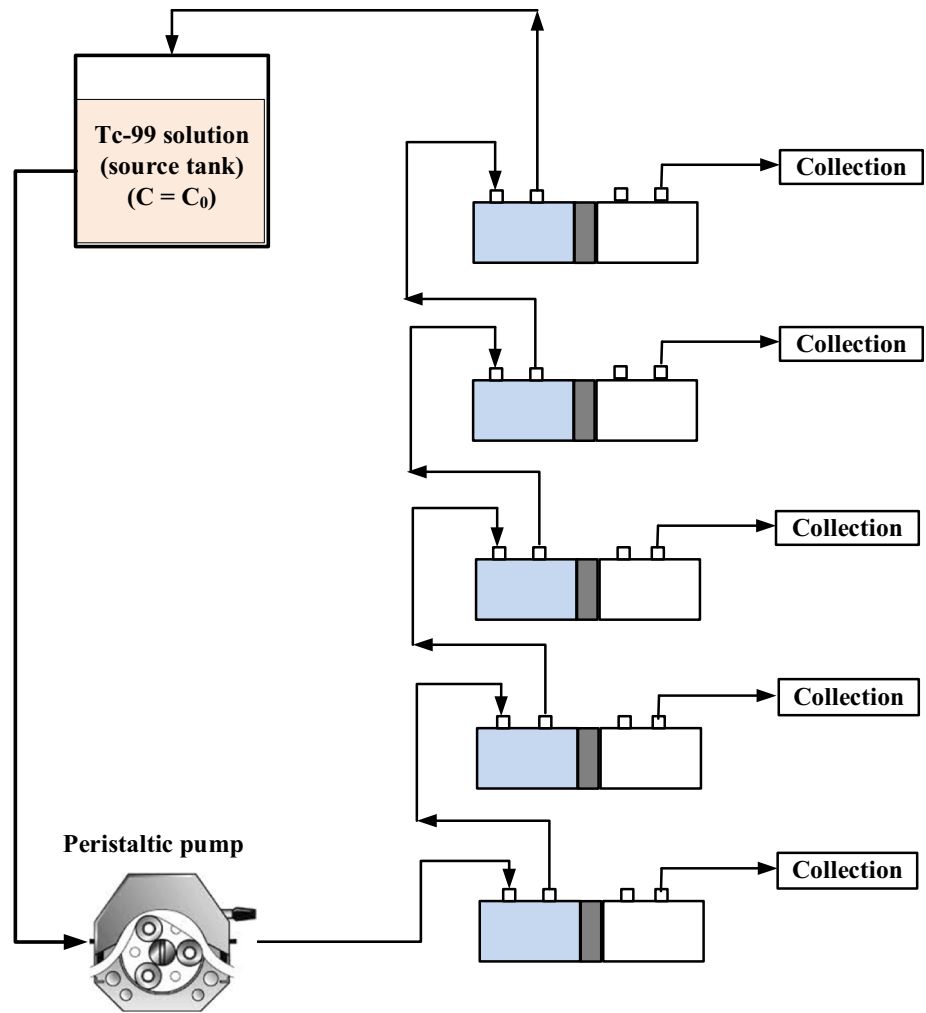 Tc-99 solution
(source tank)
(C = C₀)
Collection
Collection
Collection
Collection
Peristaltic pump
Collection